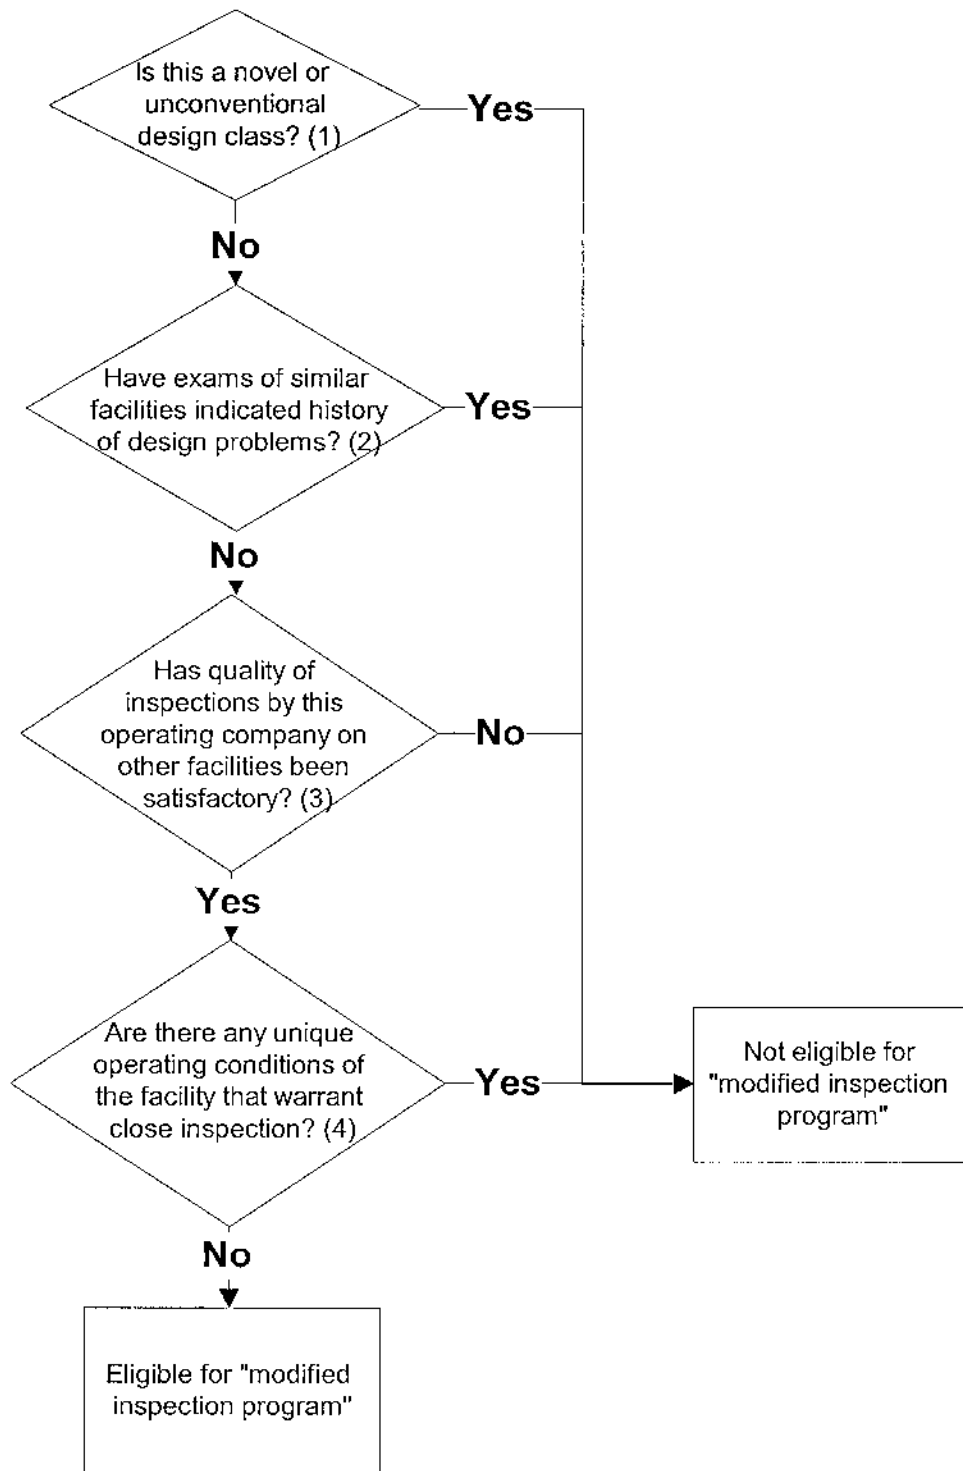 Is this a novel or
unconventional
design class? (1)
Yes
No
Have exams of similar
facilities indicated history
of design problems? (2)
Yes
No
Has quality of
inspections by this
operating company on
other facilities been
satisfactory? (3)
No
Yes
Are there any unique
operating conditions of
the facility that warrant
close inspection? (4)
Yes
Not eligible for
"modified inspection
program"
No
Eligible for "modified
inspection program"